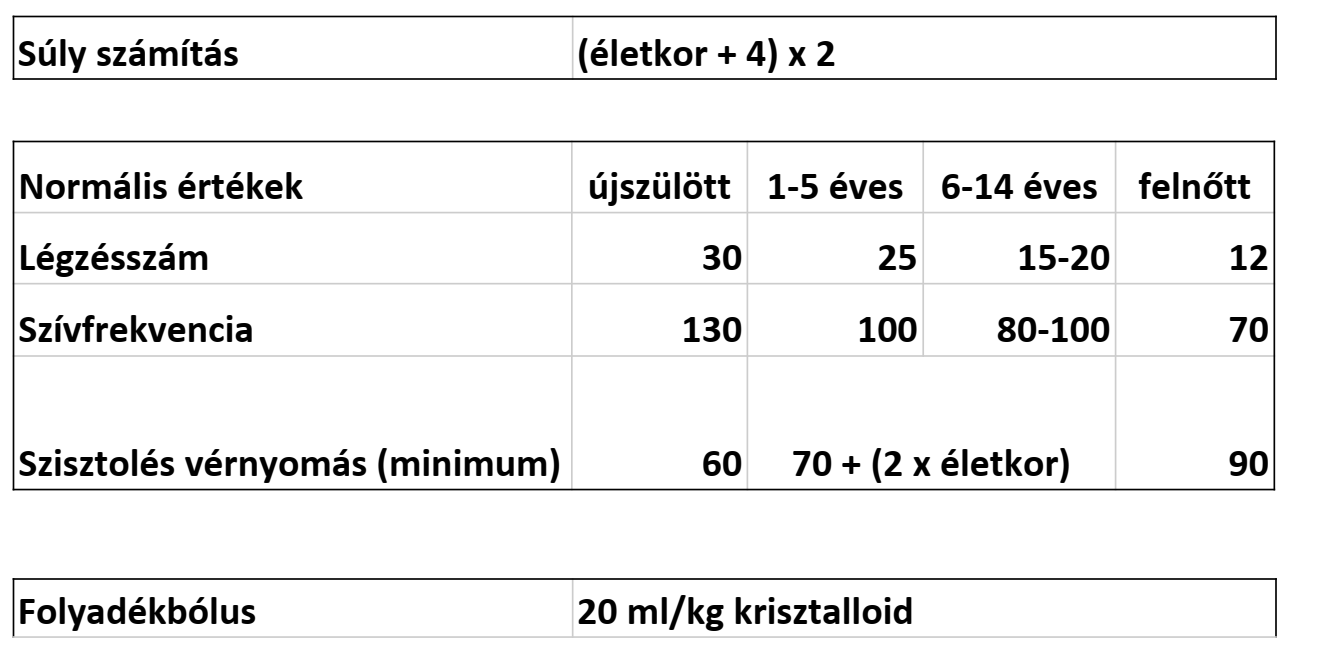 Súly számítás (életkor + 4) x 2
Normális értékek újszülött 1-5 éves 6-14 éves felnőtt
Légzésszám 30 25 15-20 12
Szívfrekvencia 130 100 80-100 70
Szisztolés vérnyomás (minimum) 60 70 + (2 x életkor) 90
Folyadékbólus 20 ml/kg krisztalloid